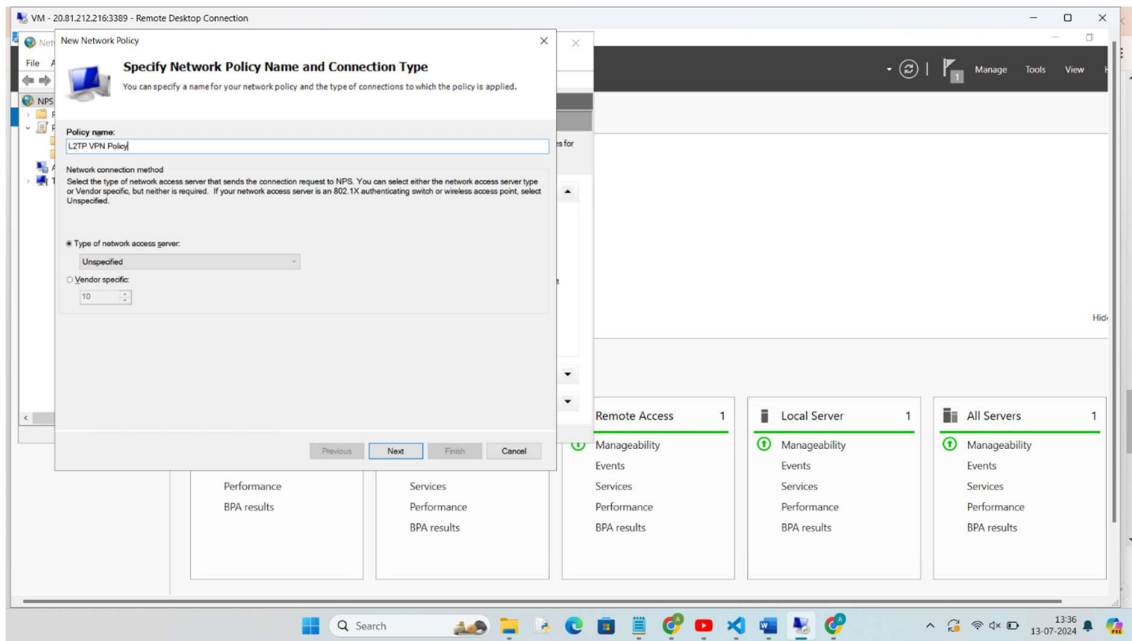 VM - 20.81.212.216:3389 - Remote Desktop Connection
New Network Policy
Specify Network Policy Name and Connection Type
You can specify a name for your network policy and the type of connections to which the policy is applied.
File
NPS
Policy name:
L2TP VPN Policy
Network connection method
Select the type of network access server that sends the connection request to NPS. You can select either the network access server type
or Vendor specific, but neither is required. If your network access server is an 802.1X authenticating switch or wireless access point, select
Unspecified.
Type of network access server:
Unspecified
Vendor specific:
10
Previous
Next
Finish
Cancel
es for
1
Manage
Tools
View
Performance
BPA results
Services
Performance
BPA results
Remote Access 1
Manageability
Events
Services
Performance
BPA results
Local Server 1
Manageability
Events
Services
Performance
BPA results
All Servers 1
Manageability
Events
Services
Performance
BPA results
Search
13:36
13-07-2024